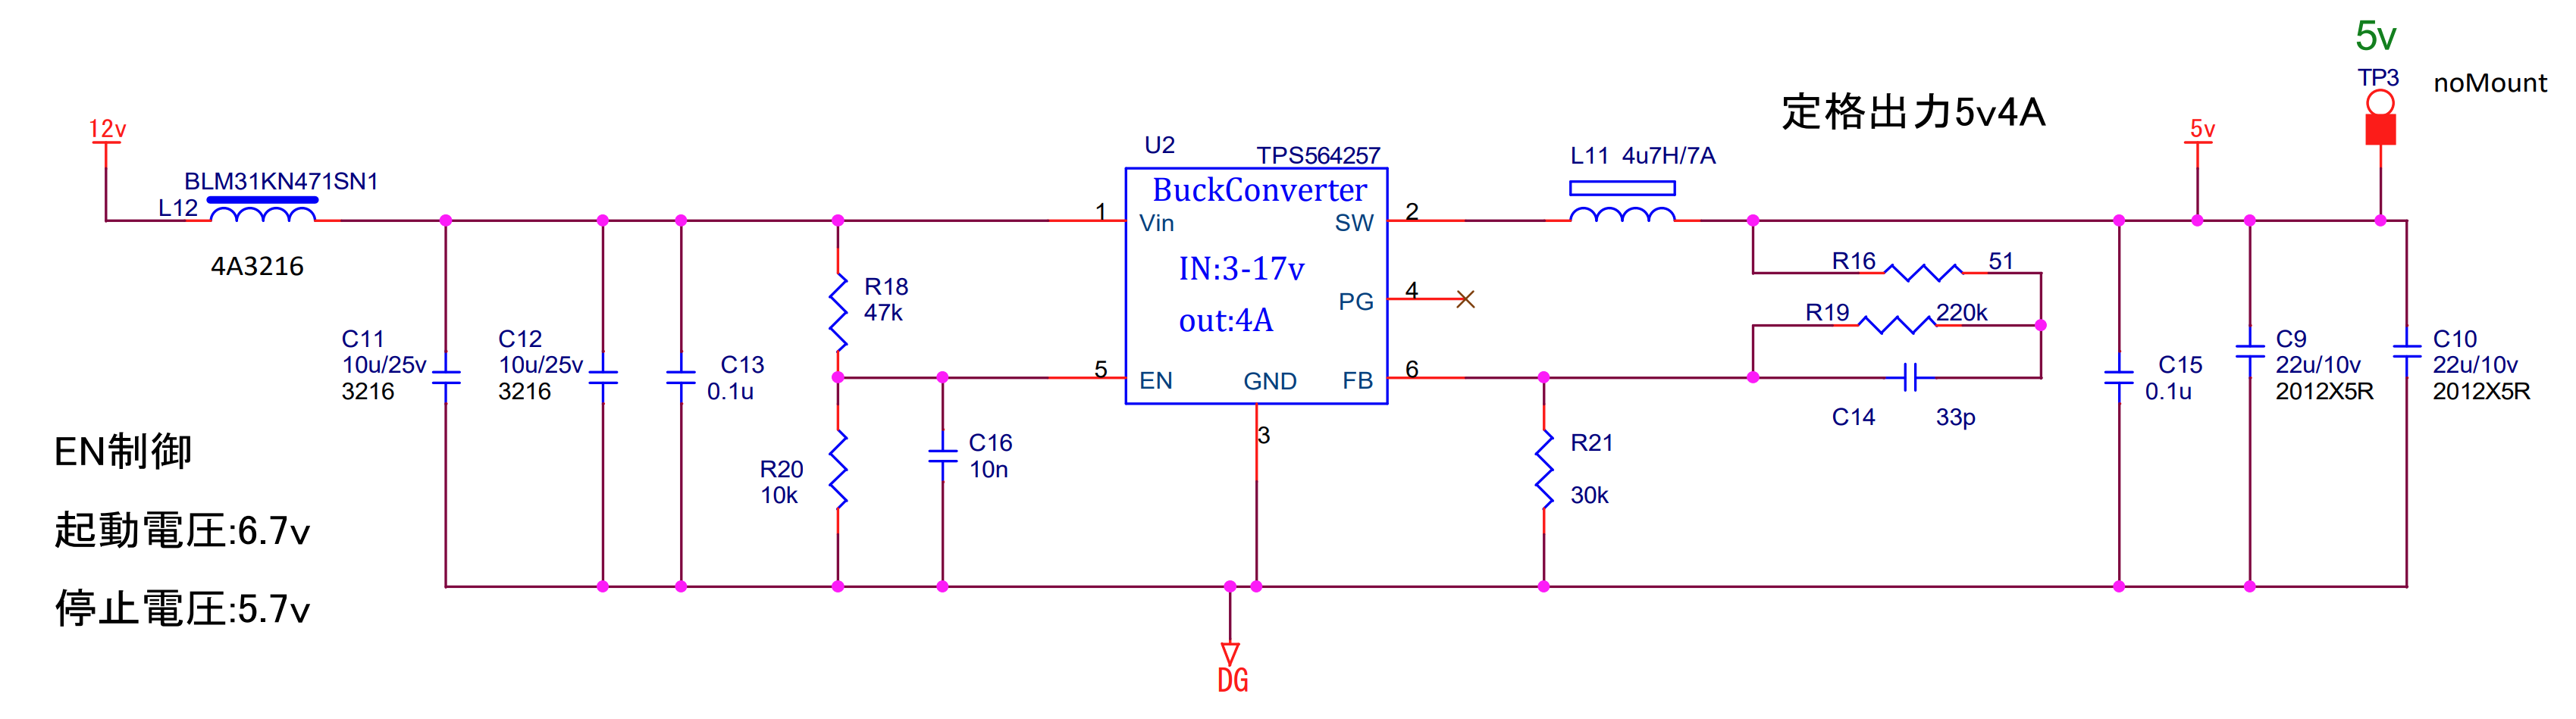 5v
TP3
noMount
定格出力5v4A
12v
5v
BLM31KN471SN1
L12
4A3216
U2
TPS564257
BuckConverter
IN:3-17v
out:4A
1
Vin
5
EN
GND
3
SW
2
PG
4
FB
6
L11 4u7H/7A
R16
51
R19
220k
C14
33p
R18
47k
C11
10u/25v
3216
C12
10u/25v
3216
C13
0.1u
R20
10k
C16
10n
R21
30k
C15
0.1u
C9
22u/10v
2012X5R
C10
22u/10v
2012X5R
EN制御
起動電圧:6.7v
停止電圧:5.7v
DG